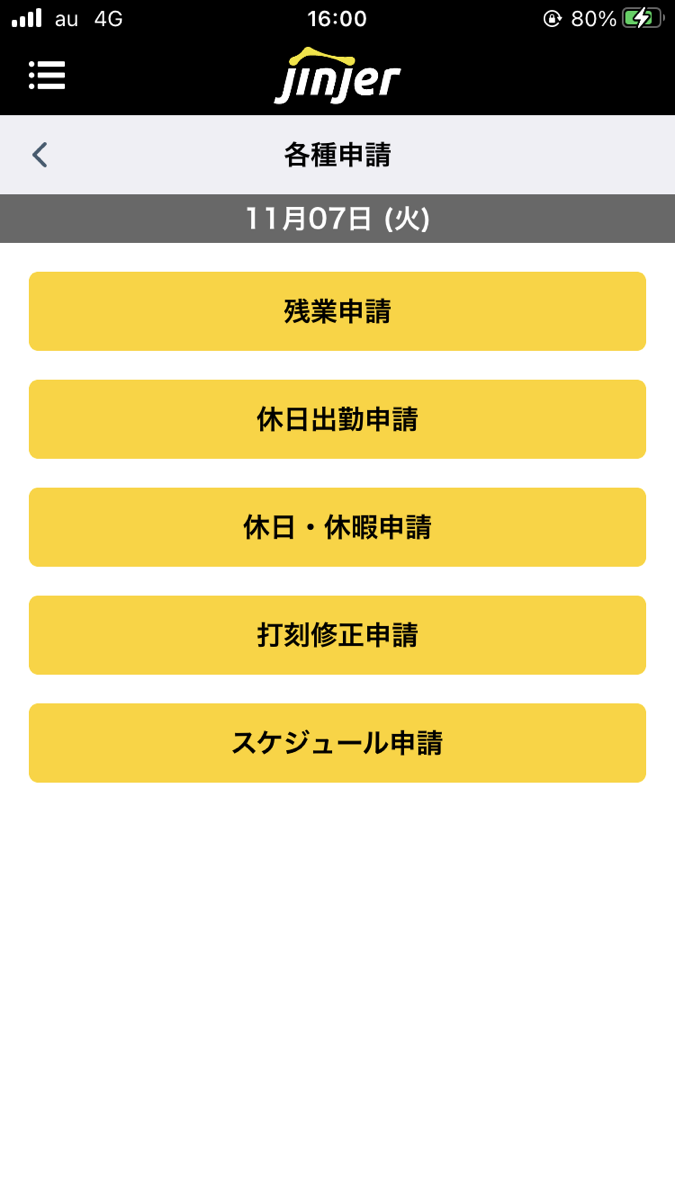 au 4G 16:00 80%
jinjer
各種申請
11月07日 (火)
残業申請
休日出勤申請
休日・休暇申請
打刻修正申請
スケジュール申請